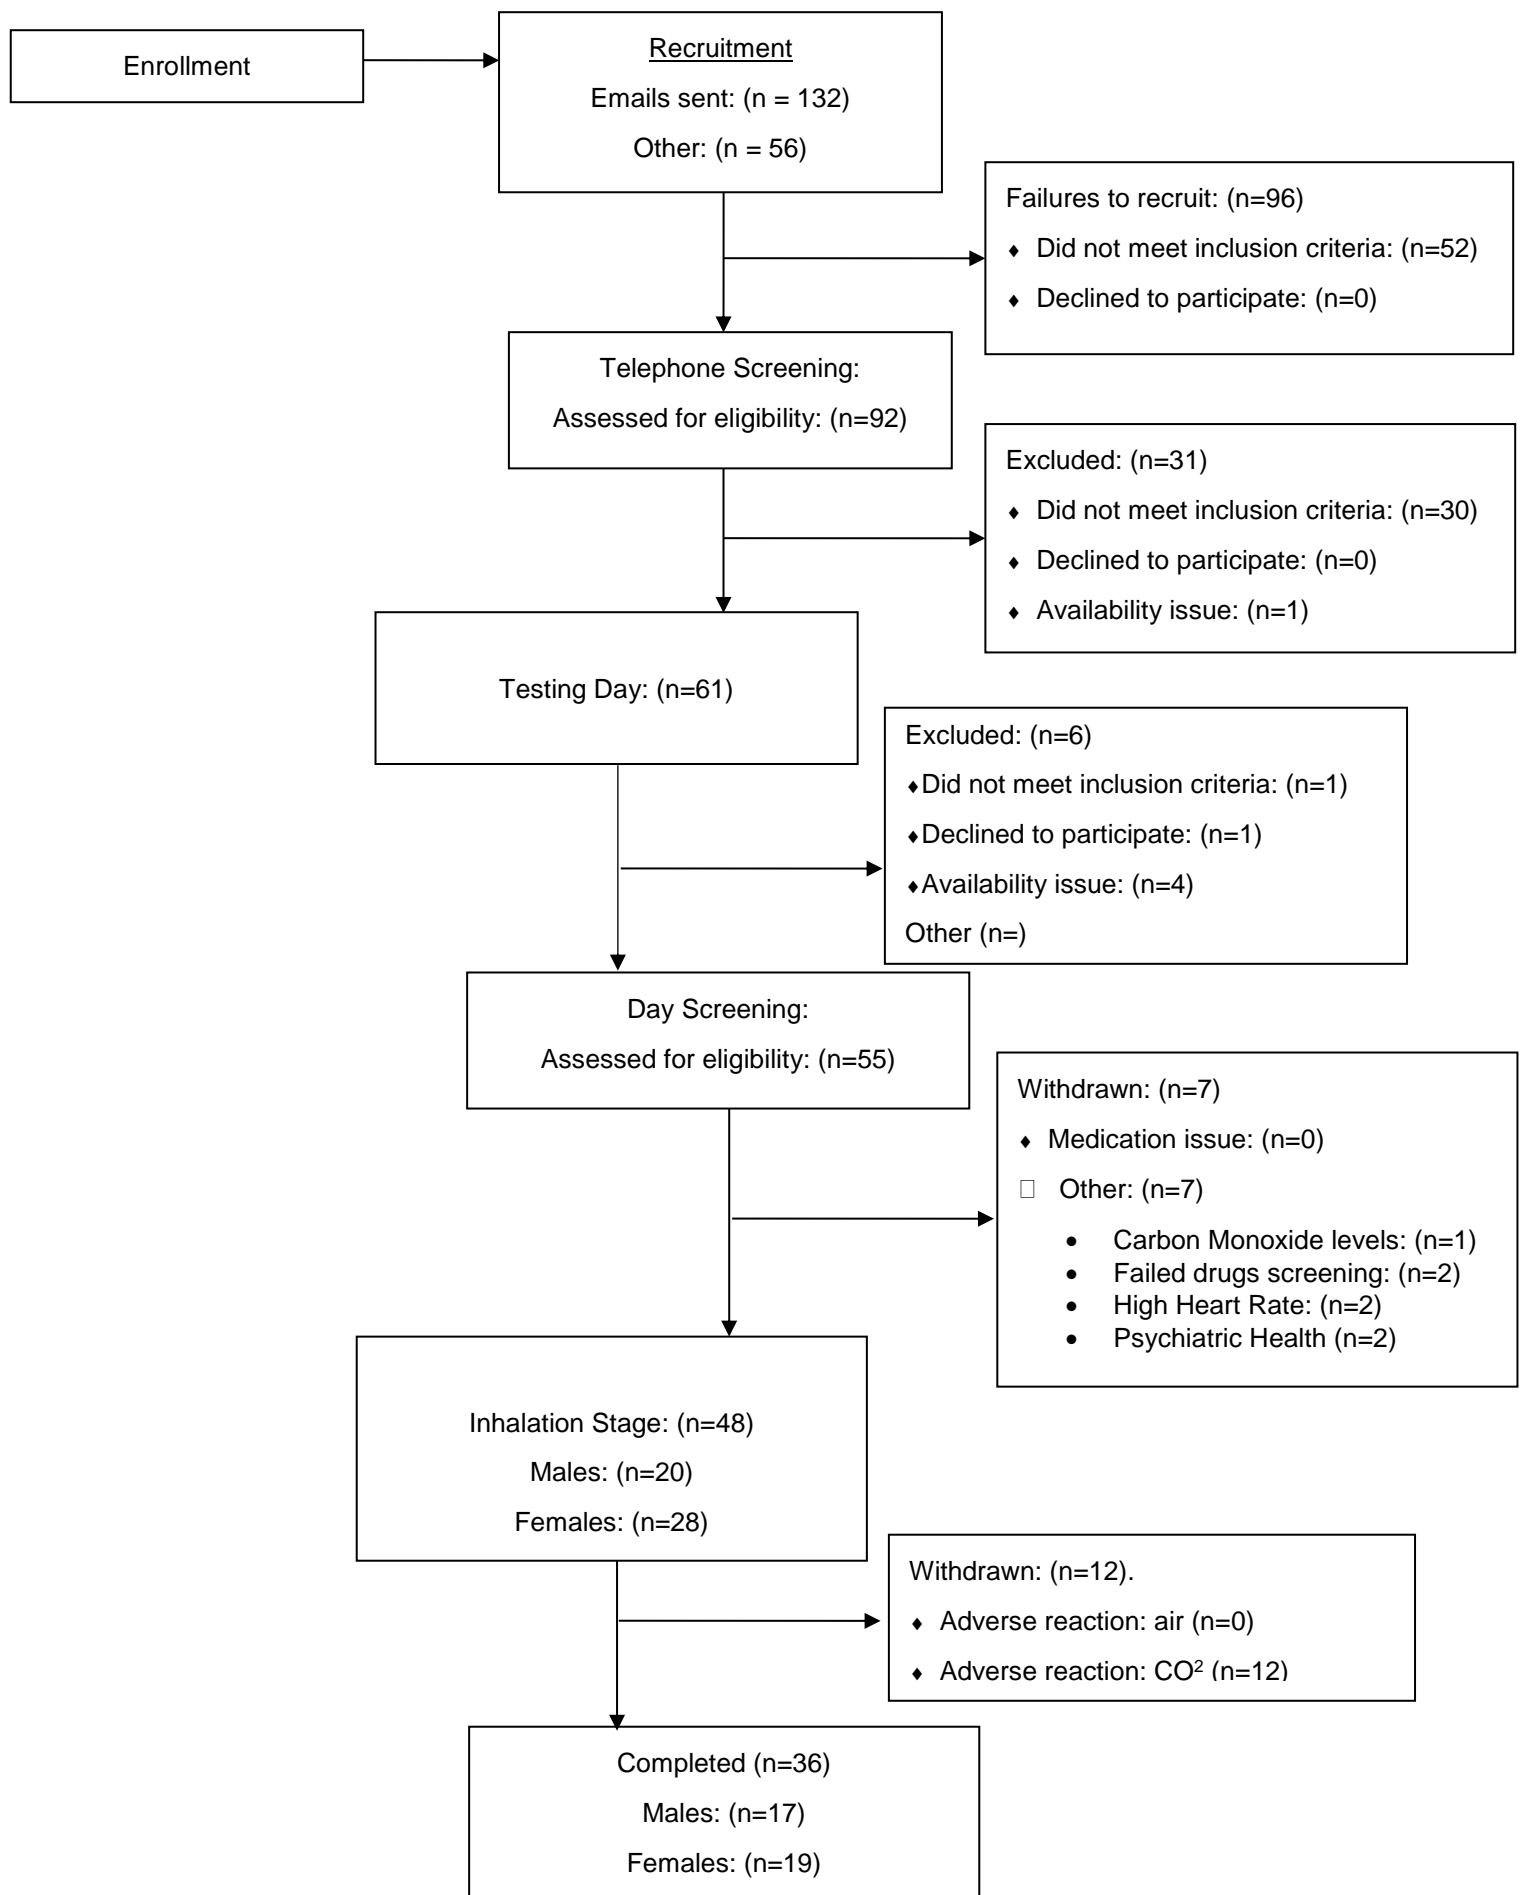 Enrollment
Recruitment
Emails sent: (n = 132)
Other: (n = 56)
Failures to recruit: (n=96)
♦ Did not meet inclusion criteria: (n=52)
♦ Declined to participate: (n=0)
Telephone Screening:
Assessed for eligibility: (n=92)
Excluded: (n=31)
♦ Did not meet inclusion criteria: (n=30)
♦ Declined to participate: (n=0)
♦ Availability issue: (n=1)
Testing Day: (n=61)
Excluded: (n=6)
♦Did not meet inclusion criteria: (n=1)
♦Declined to participate: (n=1)
♦Availability issue: (n=4)
Other (n=)
Day Screening:
Assessed for eligibility: (n=55)
Withdrawn: (n=7)
♦ Medication issue: (n=0)
□ Other: (n=7)
• Carbon Monoxide levels: (n=1)
• Failed drugs screening: (n=2)
• High Heart Rate: (n=2)
• Psychiatric Health (n=2)
Inhalation Stage: (n=48)
Males: (n=20)
Females: (n=28)
Withdrawn: (n=12).
♦ Adverse reaction: air (n=0)
♦ Adverse reaction: CO² (n=12)
Completed (n=36)
Males: (n=17)
Females: (n=19)